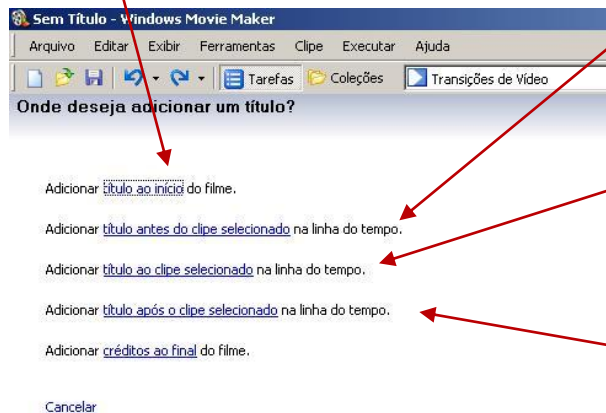 Sem Título - Windows Movie Maker
Arquivo Editar Exibir Ferramentas Clipe Executar Ajuda
Tarefas Coleções Transições de Vídeo
Onde deseja adicionar um título?
Adicionar título ao início do filme.
Adicionar título antes do clipe selecionado na linha do tempo.
Adicionar título ao clipe selecionado na linha do tempo.
Adicionar título após o clipe selecionado na linha do tempo.
Adicionar créditos ao final do filme.
Cancelar